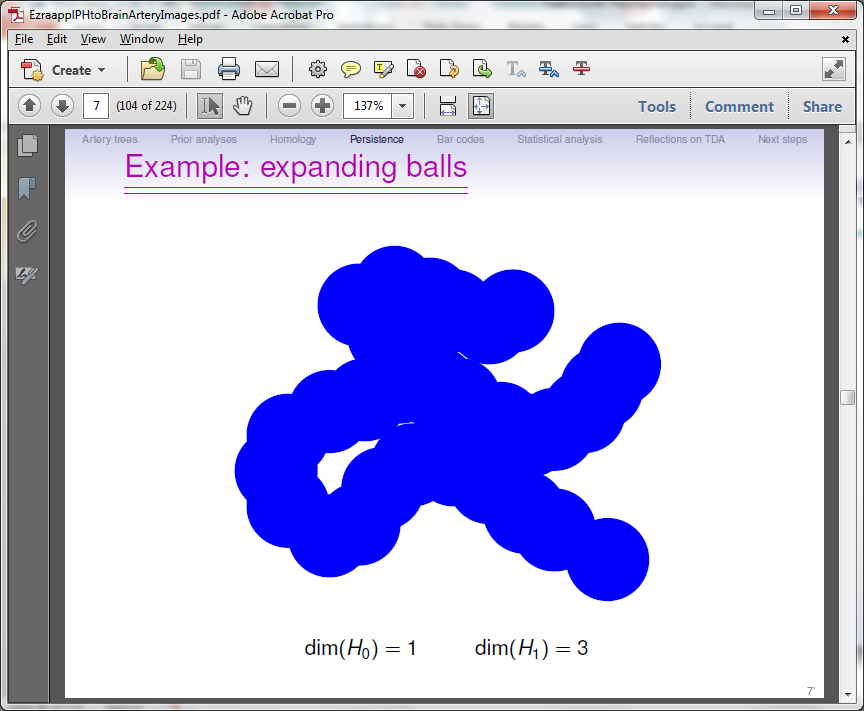 EzraapplPHtoBrainArteryImages.pdf - Adobe Acrobat Pro
File Edit View Window Help
Create
7 (104 of 224) 137% Tools Comment Share
Artery trees Prior analyses Homology Persistence Bar codes Statistical analysis Reflections on TDA Next steps
Example: expanding balls
dim(H₀) = 1 dim(H₁) = 3
7'